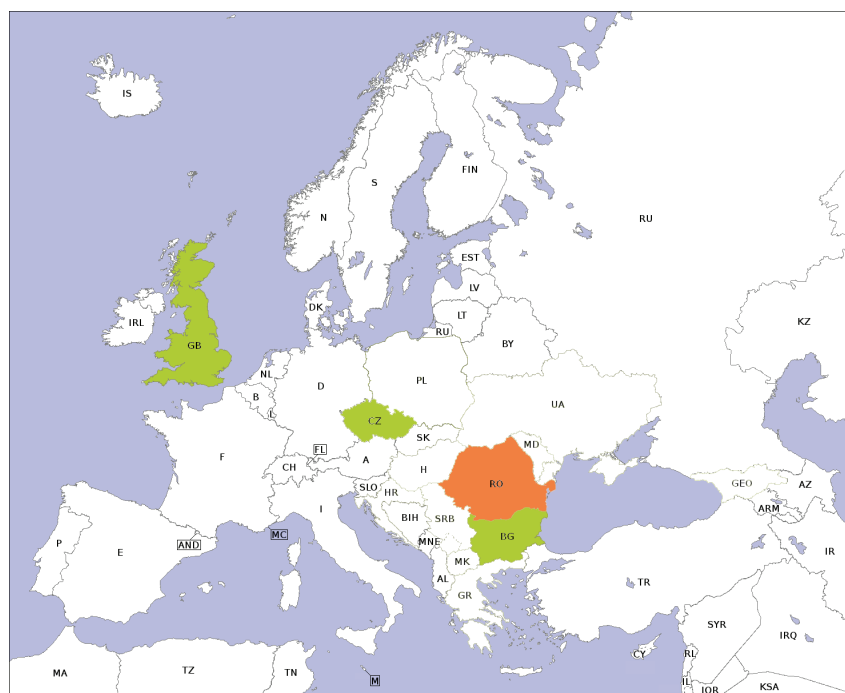 IS
FIN
S
N
RU
EST
LV
DK
LT
IRL
KZ
RU
GB
BY
NL
D
PL
B
UA
L
CZ
SK
MD
FL
F
A
CH
H
RO
GEO
AZ
SLO
HR
ARM
I
BIH
SRB
MC
BG
P
AND
MNE
E
IR
MK
AL
TR
GR
SYR
IRQ
CY
RL
MA
TZ
TN
M
IL
JOR
KSA